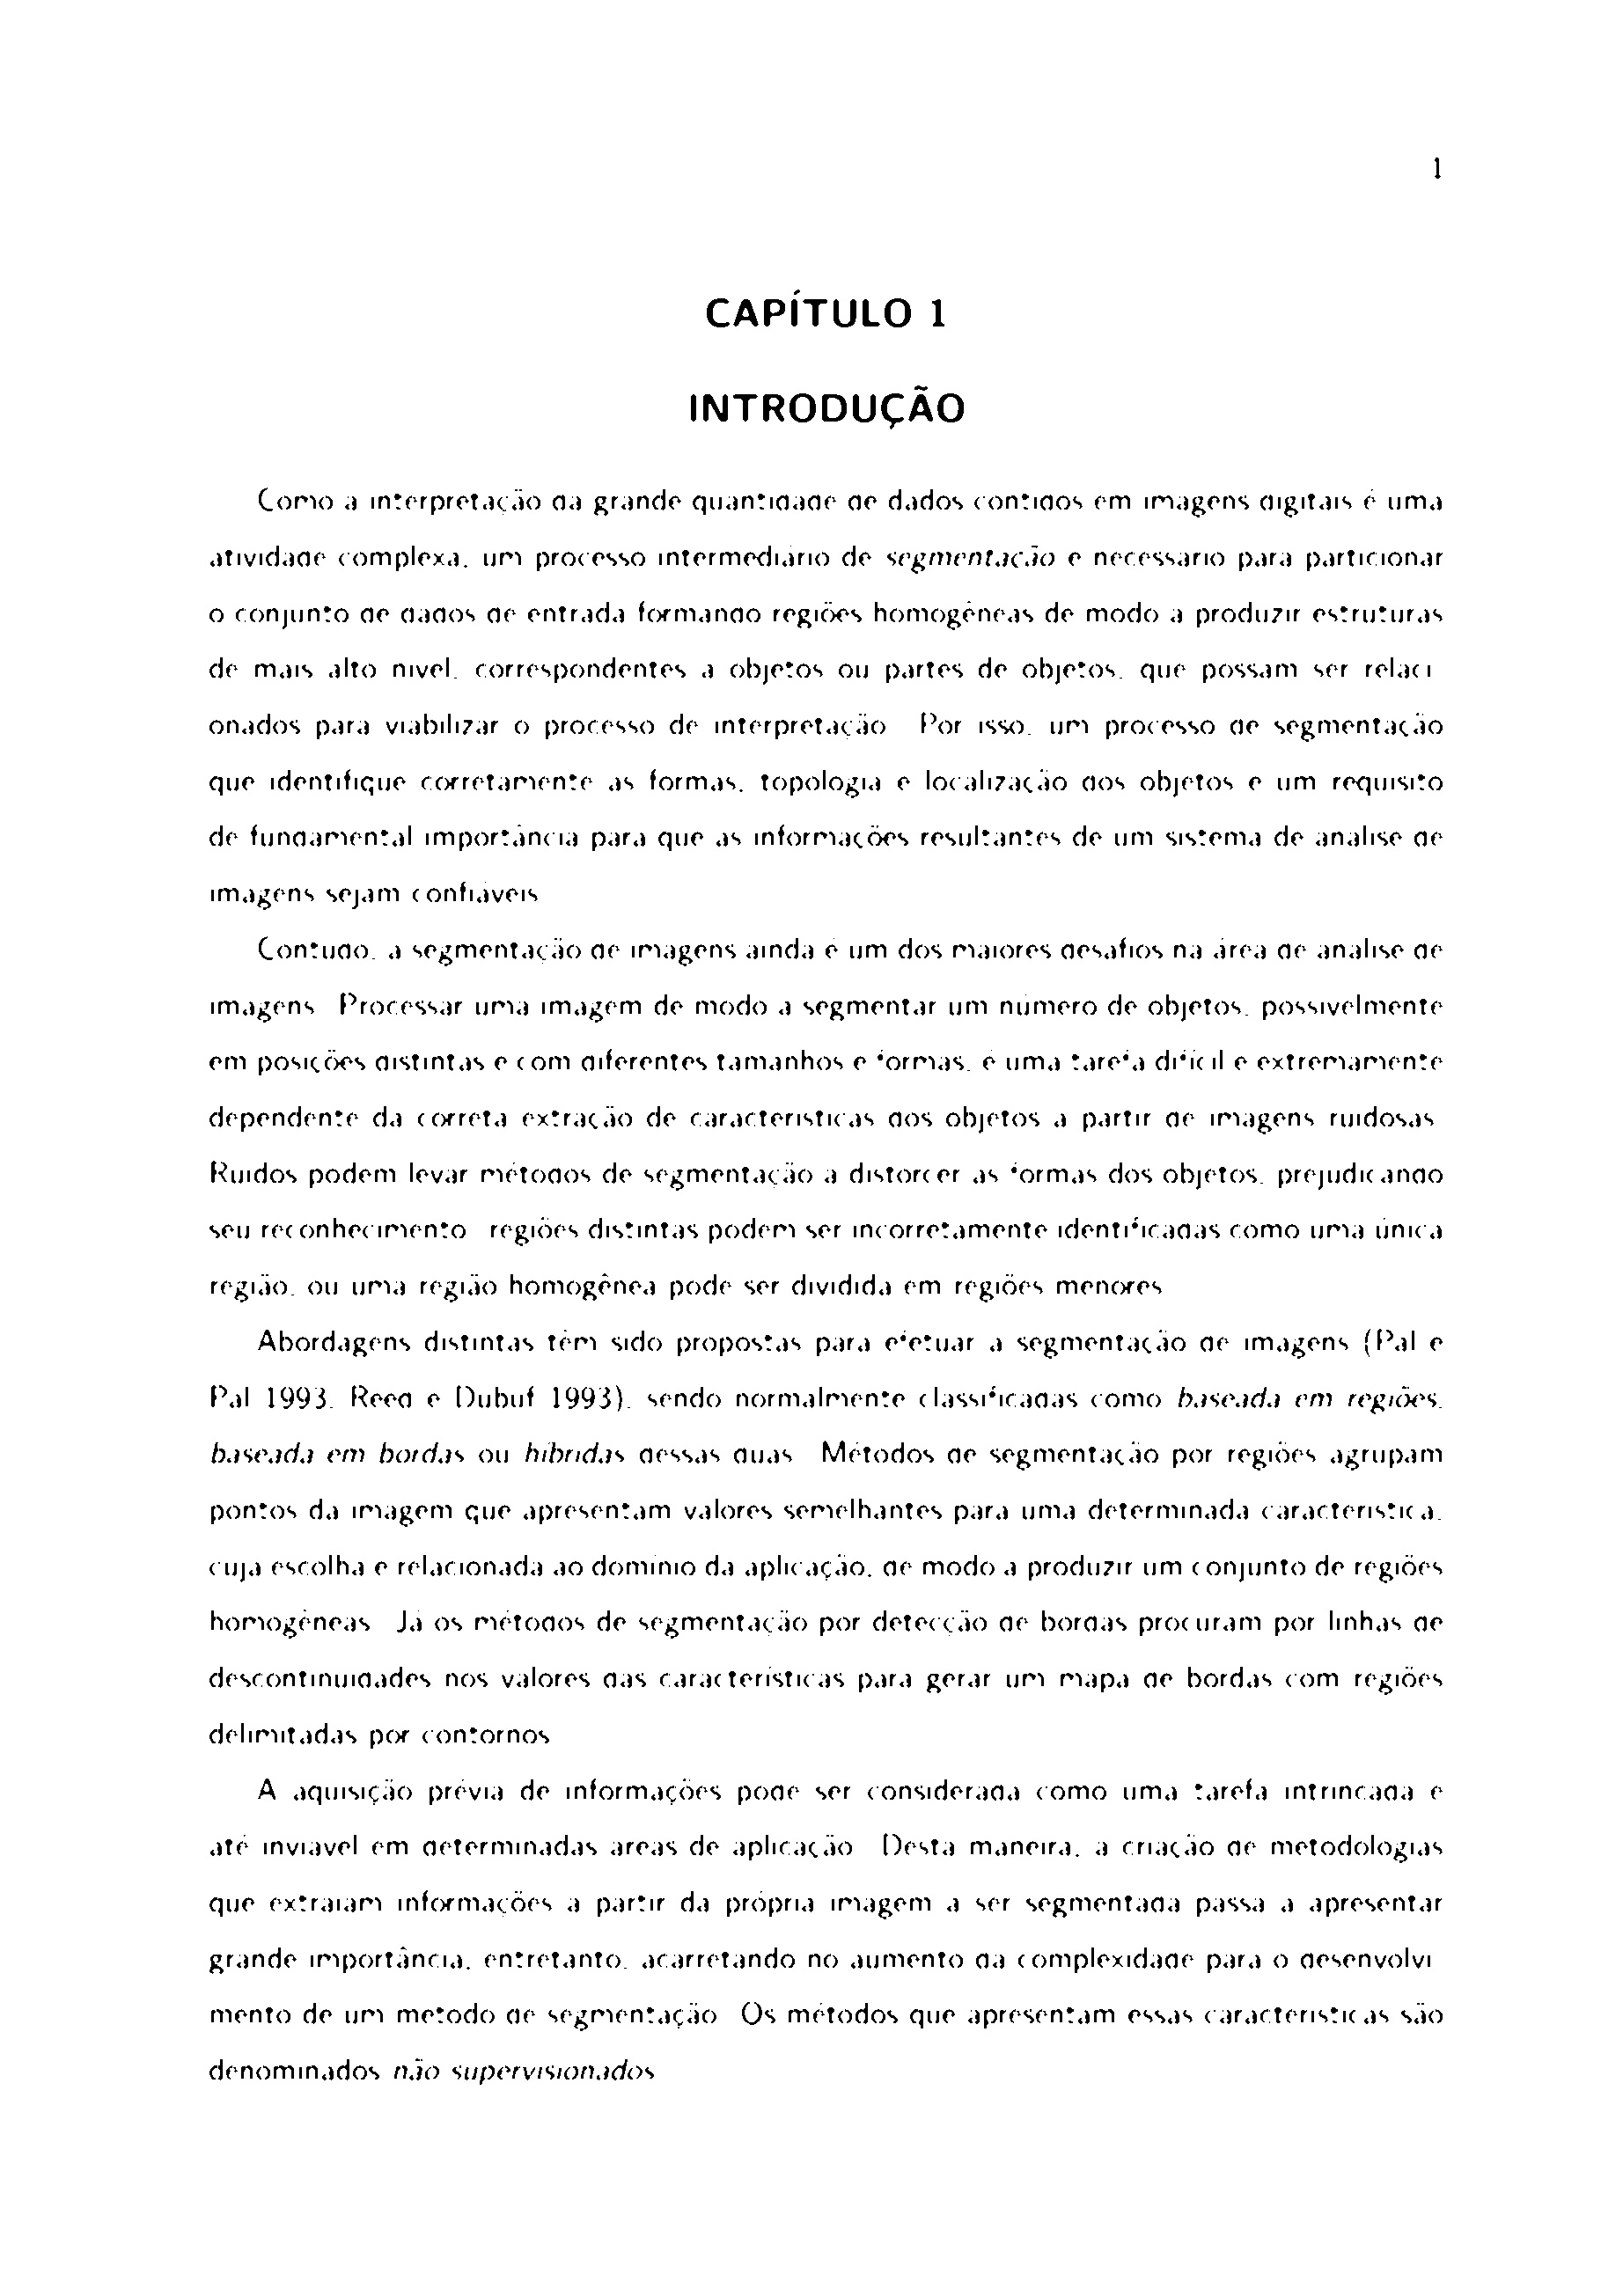 1
CAPÍTULO 1
INTRODUÇÃO
Como a interpretação da grande quantidade de dados contidos em imagens digitais é uma
atividade complexa, um processo intermediário de segmentação é necessário para particionar
o conjunto de dados de entrada formando regiões homogêneas de modo a produzir estruturas
de mais alto nível, correspondentes a objetos ou partes de objetos, que possam ser relaci
onados para viabilizar o processo de interpretação Por isso, um processo de segmentação
que identifique corretamente as formas, topologia e localização dos objetos é um requisito
de fundamental importância para que as informações resultantes de um sistema de análise de
imagens sejam confiáveis
Contudo, a segmentação de imagens ainda é um dos maiores desafios na área de análise de
imagens Processar uma imagem de modo a segmentar um número de objetos, possivelmente
em posições distintas e com diferentes tamanhos e formas, é uma tarefa difícil e extremamente
dependente da correta extração de características dos objetos a partir de imagens ruidosas
Ruídos podem levar métodos de segmentação a distorcer as formas dos objetos, prejudicando
seu reconhecimento regiões distintas podem ser incorretamente identificadas como uma única
região, ou uma região homogênea pode ser dividida em regiões menores
Abordagens distintas têm sido propostas para efetuar a segmentação de imagens (Pal e
Pal 1993, Reed e Dubuf 1993), sendo normalmente classificadas como baseada em regiões,
baseada em bordas ou híbridas dessas duas Métodos de segmentação por regiões agrupam
pontos da imagem que apresentam valores semelhantes para uma determinada característica,
cuja escolha é relacionada ao domínio da aplicação, de modo a produzir um conjunto de regiões
homogêneas Já os métodos de segmentação por detecção de bordas procuram por linhas de
descontinuidades nos valores das características para gerar um mapa de bordas com regiões
delimitadas por contornos
A aquisição prévia de informações pode ser considerada como uma tarefa intrincada e
até inviável em determinadas áreas de aplicação Desta maneira, a criação de metodologias
que extraiam informações a partir da própria imagem a ser segmentada passa a apresentar
grande importância, entretanto, acarretando no aumento da complexidade para o desenvolvi
mento de um método de segmentação Os métodos que apresentam essas características são
denominados não supervisionados